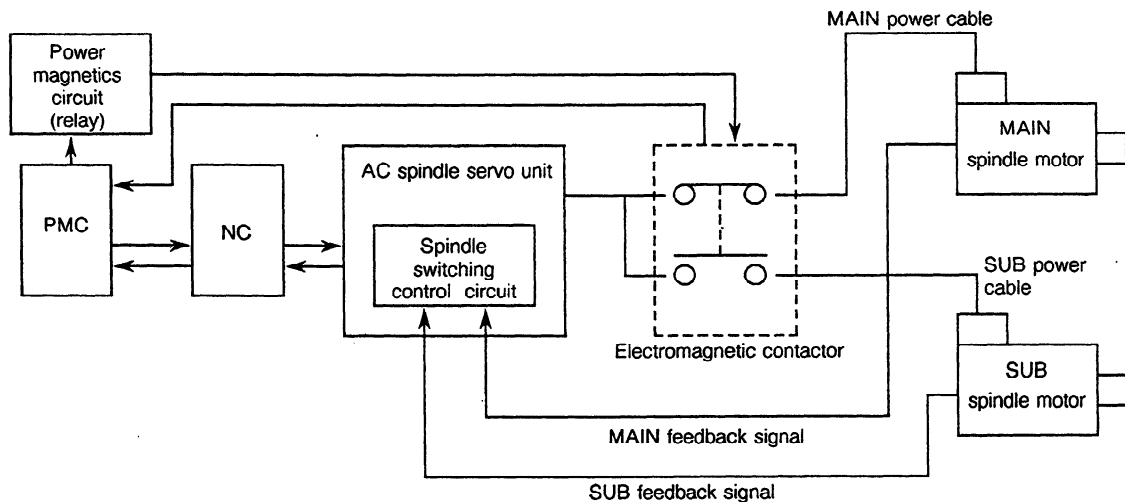 MAIN power cable
Power
magnetics
circuit
(relay)
MAIN
spindle motor
AC spindle servo unit
PMC
NC
Spindle
switching
control circuit
SUB power
cable
Electromagnetic contactor
SUB
spindle motor
MAIN feedback signal
SUB feedback signal